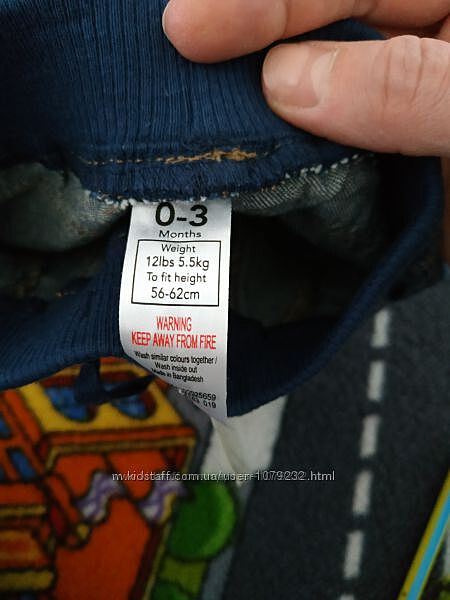 0-3
Months
Weight
12lbs 5.5kg
To fit height
56-62cm
WARNING
KEEP AWAY FROM FIRE
Wash similar colours together /
Wash inside out
Made in Bangladesh
019
m.kidstaff.com.ua/user-1079232.html